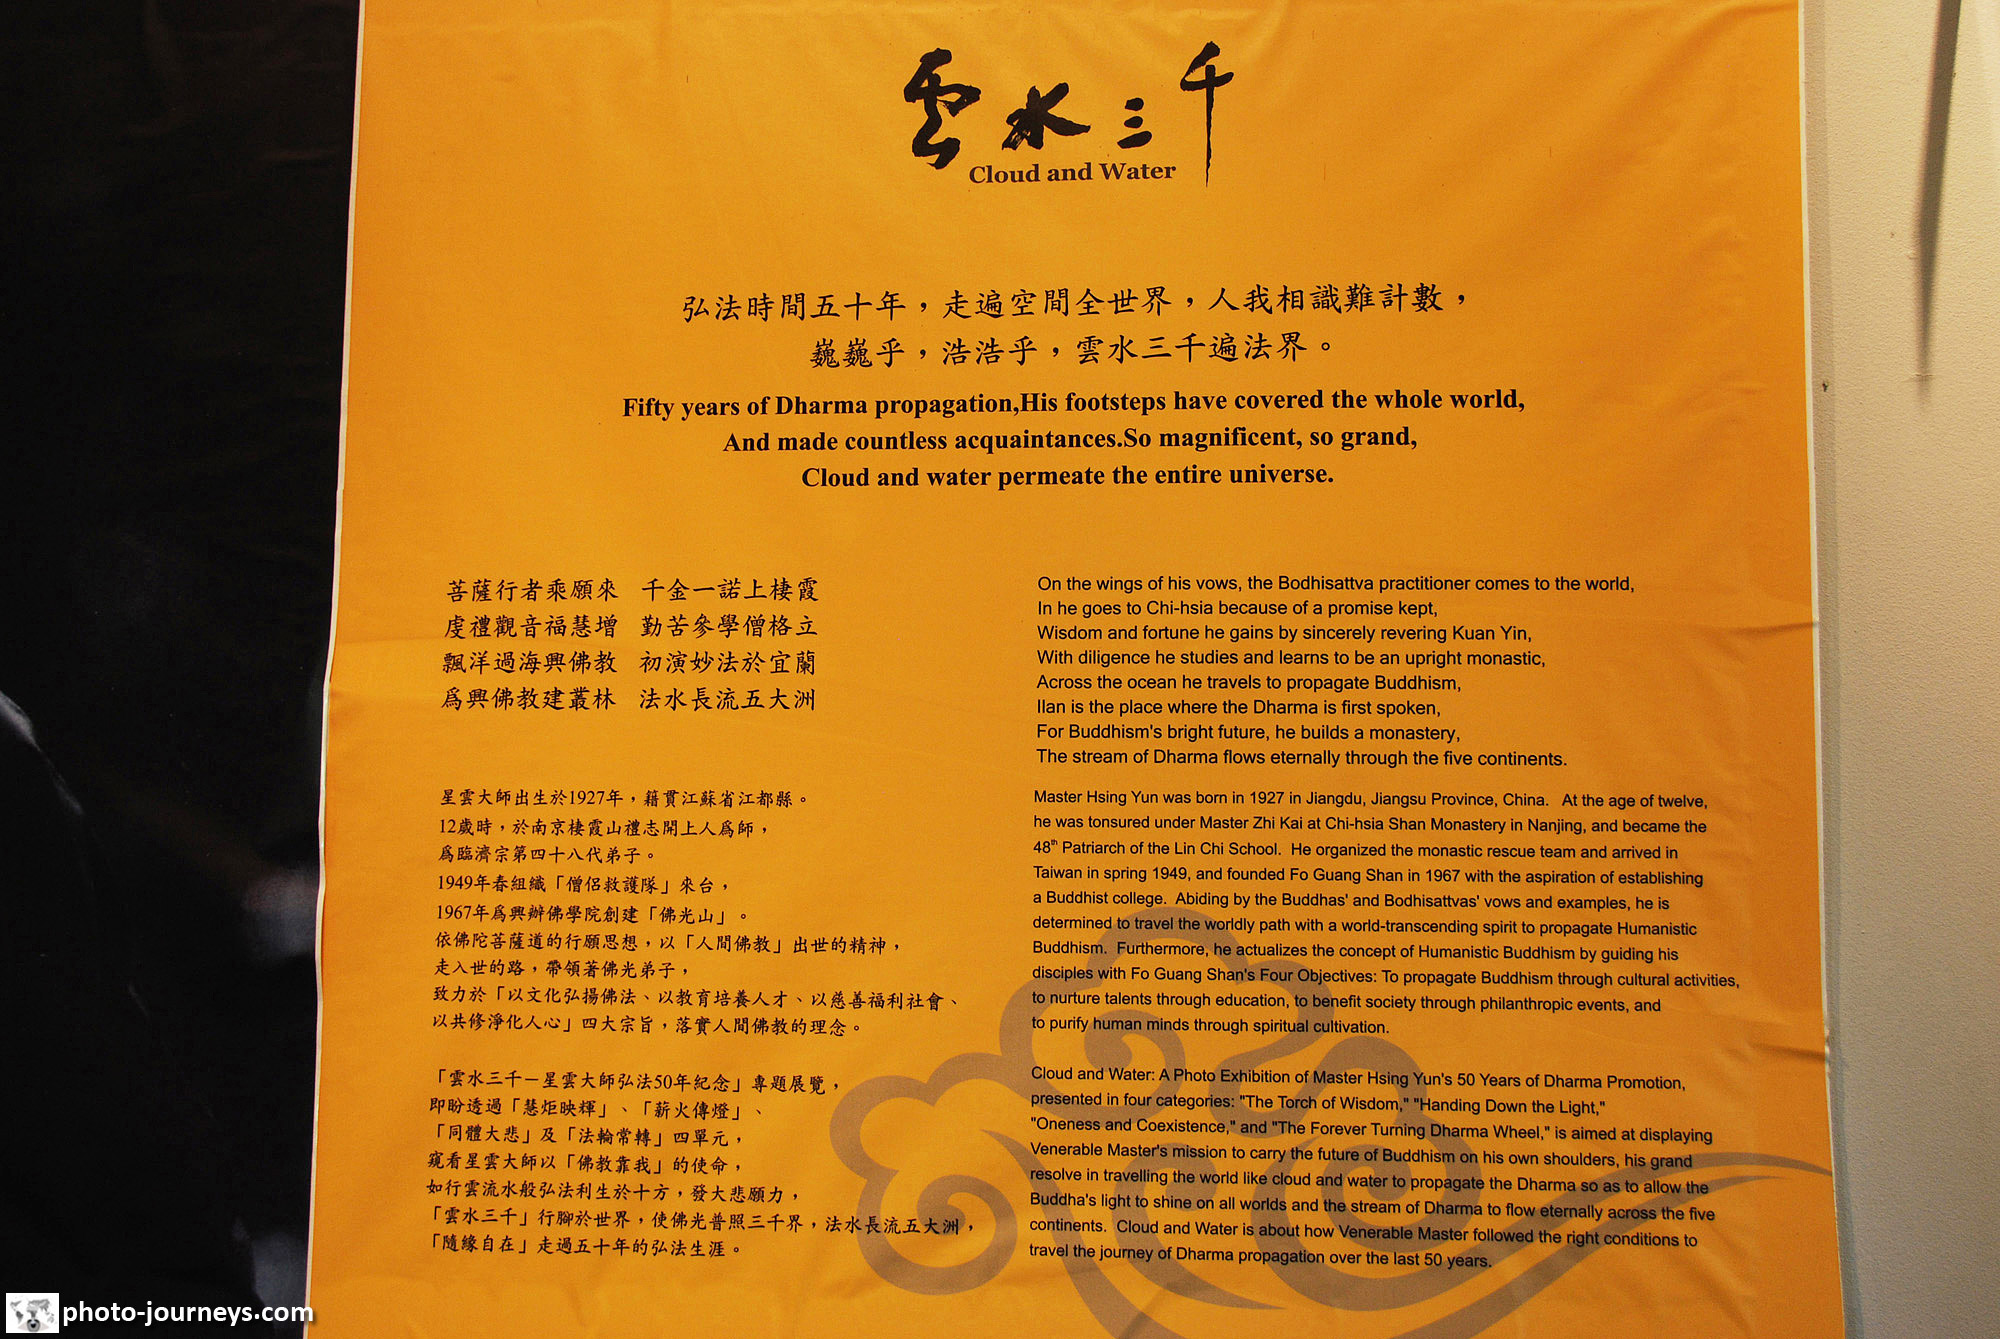 雲水三千
Cloud and Water
弘法時間五十年，走遍空間全世界，人我相識難計數，
巍巍乎，浩浩乎，雲水三千遍法界。
Fifty years of Dharma propagation,His footsteps have covered the whole world,
And made countless acquaintances.So magnificent, so grand,
Cloud and water permeate the entire universe.
菩薩行者乘願來　千金一諾上棲霞
虔禮觀音福慧增　勤苦參學僧格立
飄洋過海興佛教　初演妙法於宜蘭
爲興佛教建叢林　法水長流五大洲
On the wings of his vows, the Bodhisattva practitioner comes to the world,
In he goes to Chi-hsia because of a promise kept,
Wisdom and fortune he gains by sincerely revering Kuan Yin,
With diligence he studies and learns to be an upright monastic,
Across the ocean he travels to propagate Buddhism,
Ilan is the place where the Dharma is first spoken,
For Buddhism's bright future, he builds a monastery,
The stream of Dharma flows eternally through the five continents.
星雲大師出生於1927年，籍貫江蘇省江都縣。
12歲時，於南京棲霞山禮志開上人爲師，
爲臨濟宗第四十八代弟子。
1949年春組織「僧侶救護隊」來台，
1967年爲興辦佛學院創建「佛光山」。
依佛陀菩薩道的行願思想，以「人間佛教」出世的精神，
走入世的路，帶領著佛光弟子，
致力於「以文化弘揚佛法、以教育培養人才、以慈善福利社會、
以共修淨化人心」四大宗旨，落實人間佛教的理念。
Master Hsing Yun was born in 1927 in Jiangdu, Jiangsu Province, China. At the age of twelve,
he was tonsured under Master Zhi Kai at Chi-hsia Shan Monastery in Nanjing, and became the
48th Patriarch of the Lin Chi School. He organized the monastic rescue team and arrived in
Taiwan in spring 1949, and founded Fo Guang Shan in 1967 with the aspiration of establishing
a Buddhist college. Abiding by the Buddhas' and Bodhisattvas' vows and examples, he is
determined to travel the worldly path with a world-transcending spirit to propagate Humanistic
Buddhism. Furthermore, he actualizes the concept of Humanistic Buddhism by guiding his
disciples with Fo Guang Shan's Four Objectives: To propagate Buddhism through cultural activities,
to nurture talents through education, to benefit society through philanthropic events, and
to purify human minds through spiritual cultivation.
「雲水三千－星雲大師弘法50年紀念」專題展覽，
即盼透過「慧炬映輝」、「薪火傳燈」、
「同體大悲」及「法輪常轉」四單元，
窺看星雲大師以「佛教靠我」的使命，
如行雲流水般弘法利生於十方，發大悲願力，
「雲水三千」行腳於世界，使佛光普照三千界，法水長流五大洲，
「隨緣自在」走過五十年的弘法生涯。
Cloud and Water: A Photo Exhibition of Master Hsing Yun's 50 Years of Dharma Promotion,
presented in four categories: "The Torch of Wisdom," "Handing Down the Light,"
"Oneness and Coexistence," and "The Forever Turning Dharma Wheel," is aimed at displaying
Venerable Master's mission to carry the future of Buddhism on his own shoulders, his grand
resolve in travelling the world like cloud and water to propagate the Dharma so as to allow the
Buddha's light to shine on all worlds and the stream of Dharma to flow eternally across the five
continents. Cloud and Water is about how Venerable Master followed the right conditions to
travel the journey of Dharma propagation over the last 50 years.
photo-journeys.com